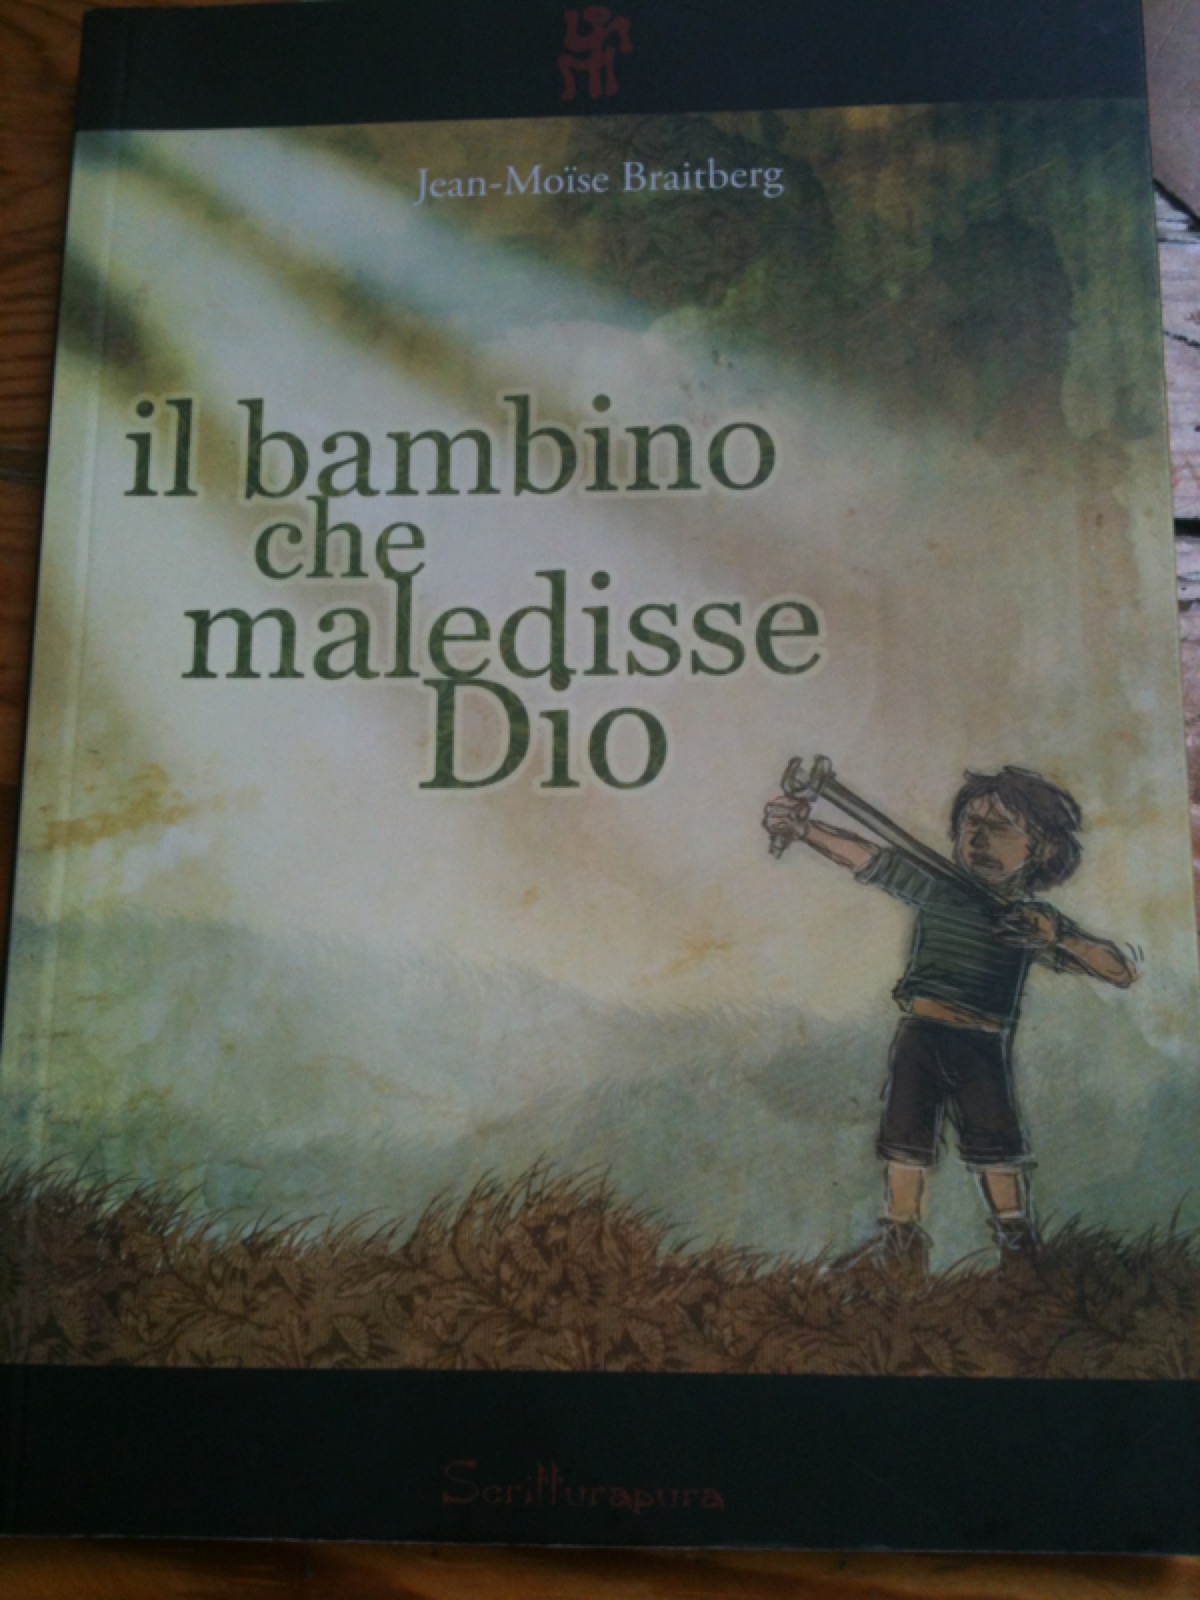 Jean-Moïse Braitberg
il bambino
che
maledisse
Dio
Scritturapura